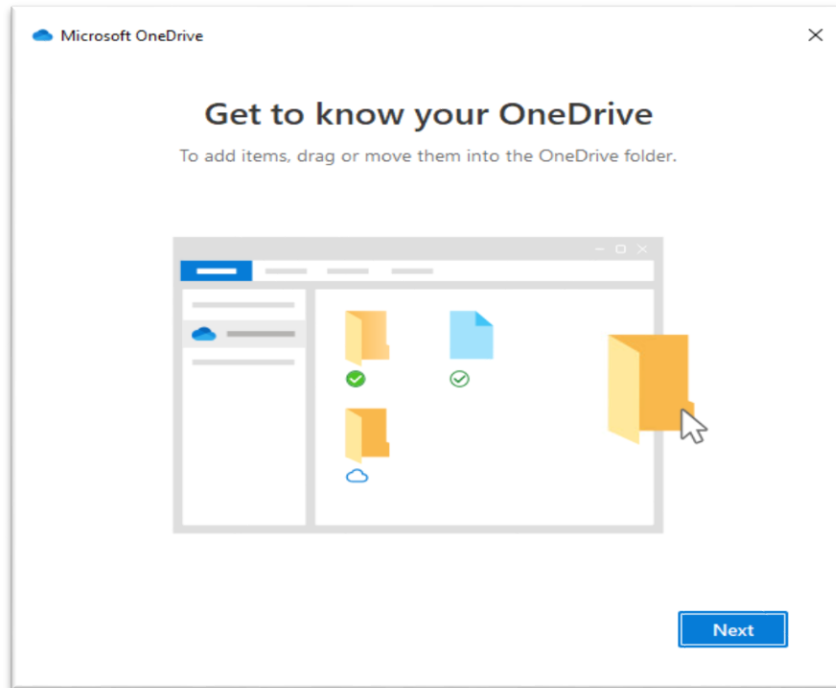 Microsoft OneDrive
Get to know your OneDrive
To add items, drag or move them into the OneDrive folder.
Next